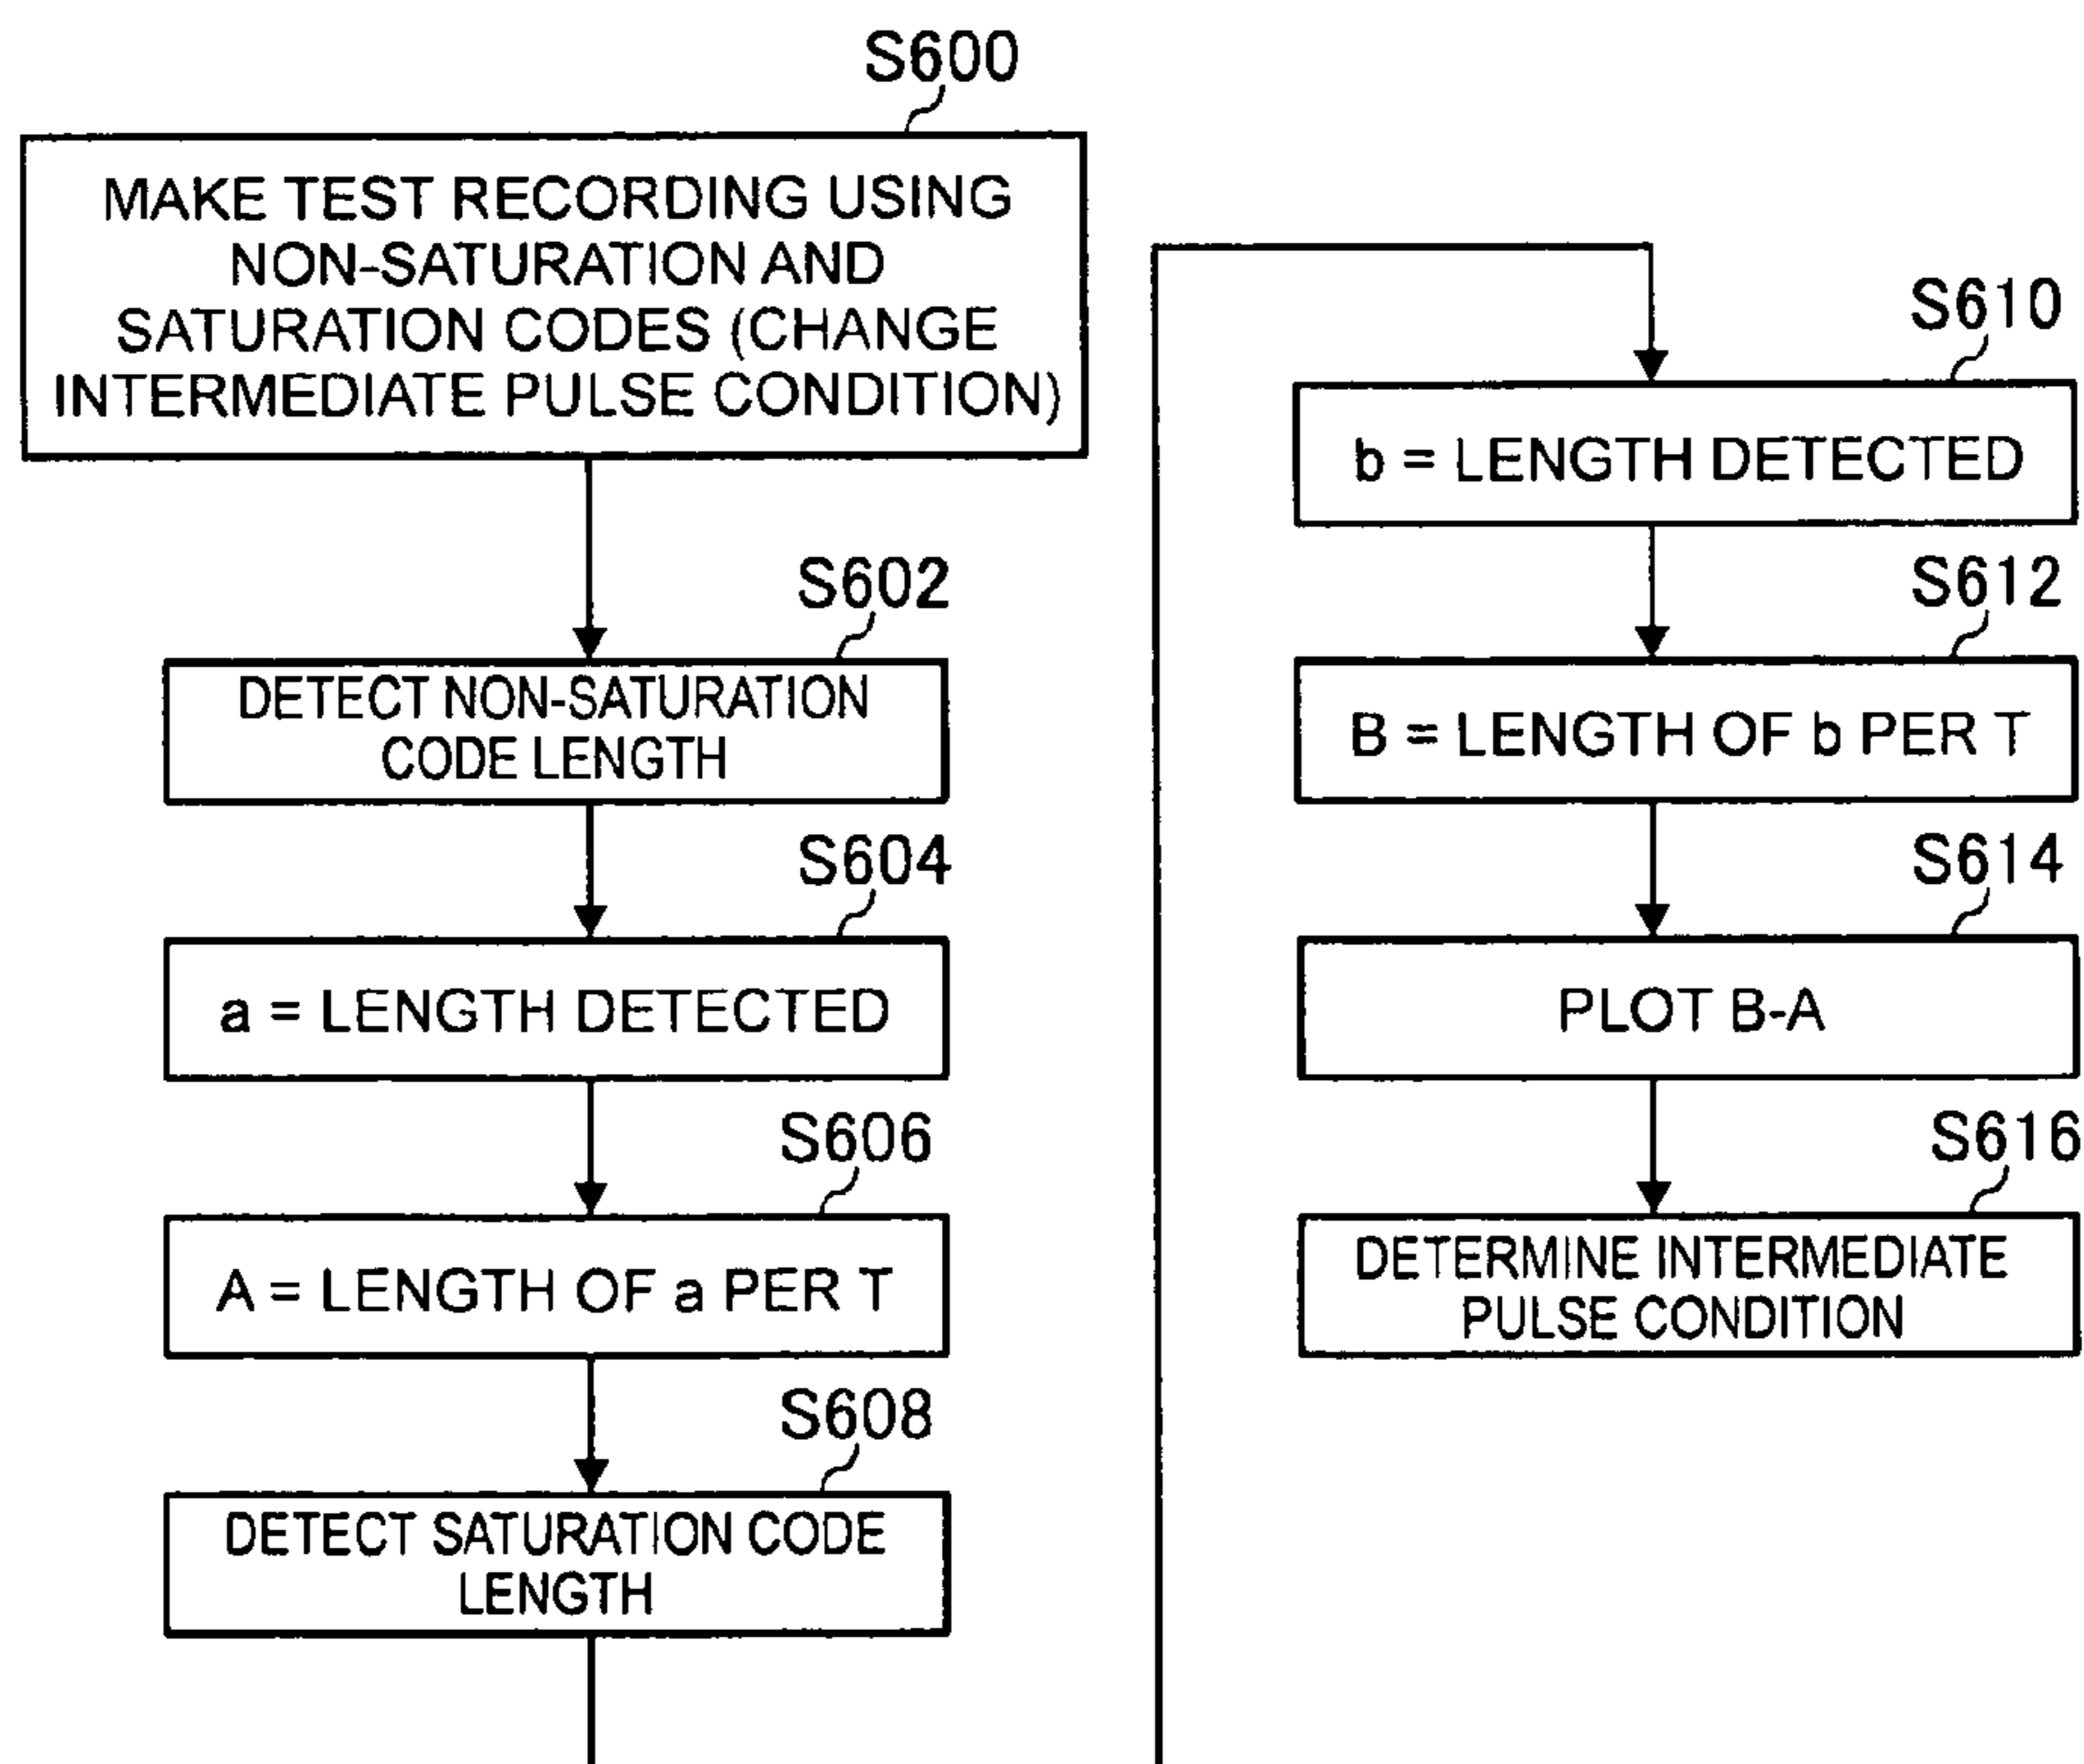 S600
MAKE TEST RECORDING USING
NON-SATURATION AND
SATURATION CODES (CHANGE
INTERMEDIATE PULSE CONDITION)
S602
DETECT NON-SATURATION
CODE LENGTH
S604
a = LENGTH DETECTED
S606
A = LENGTH OF a PER T
S608
DETECT SATURATION CODE
LENGTH
S610
b = LENGTH DETECTED
S612
B = LENGTH OF b PER T
S614
PLOT B-A
S616
DETERMINE INTERMEDIATE
PULSE CONDITION